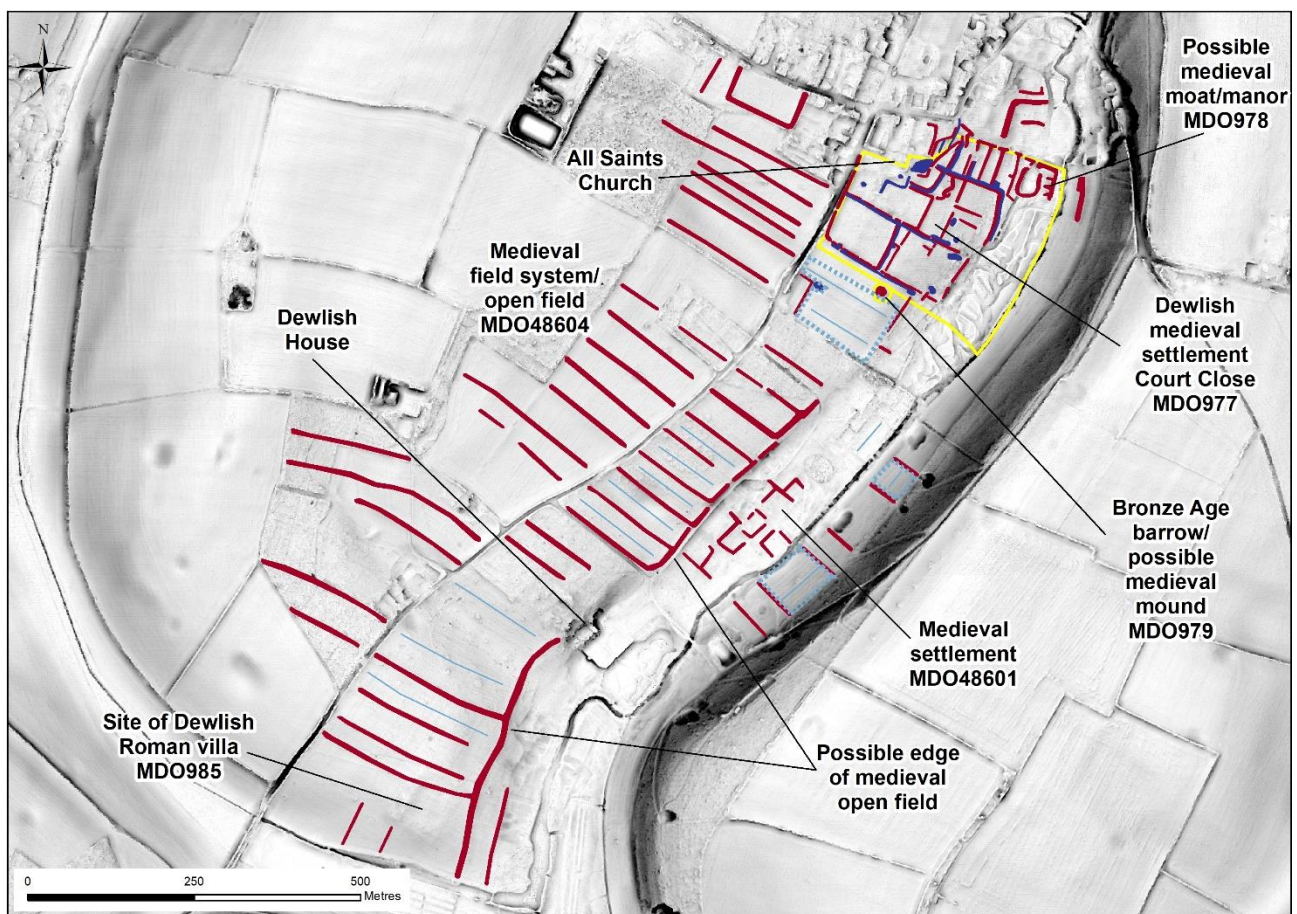 N
Possible
medieval
moat/manor
MDO978
All Saints
Church
Medieval
field system/
open field
MDO48604
Dewlish
House
Dewlish
medieval
settlement
Court Close
MDO977
Bronze Age
barrow/
possible
medieval
mound
MDO979
Medieval
settlement
MDO48601
Site of Dewlish
Roman villa
MDO985
Possible edge
of medieval
open field
0 250 500
Metres